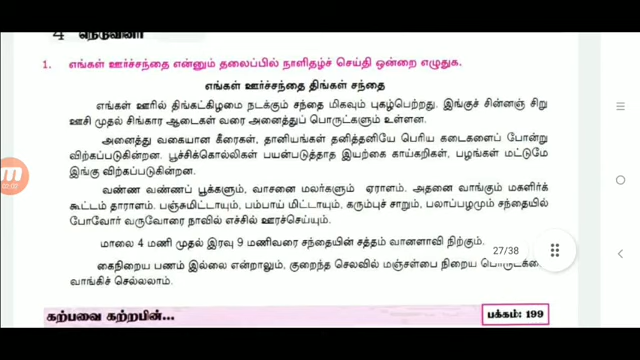 4 நெடுவினா
1. எங்கள் ஊர்ச்சந்தை என்னும் தலைப்பில் நாளிதழ்ச் செய்தி ஒன்றை எழுதுக.
எங்கள் ஊர்ச்சந்தை திங்கள் சந்தை
எங்கள் ஊரில் திங்கட்கிழமை நடக்கும் சந்தை மிகவும் புகழ்பெற்றது. இங்குச் சின்னஞ் சிறு
ஊசி முதல் சிங்கார ஆடைகள் வரை அனைத்துப் பொருட்களும் உள்ளன.
அனைத்து வகையான கீரைகள், தானியங்கள் தனித்தனியே பெரிய கடைகளைப் போன்று
விற்கப்படுகின்றன. பூச்சிக்கொல்லிகள் பயன்படுத்தாத இயற்கை காய்கறிகள், பழங்கள் மட்டுமே
இங்கு விற்கப்படுகின்றன.
வண்ண வண்ணப் பூக்களும், வாசனை மலர்களும் ஏராளம். அதனை வாங்கும் மகளிர்க்
கூட்டம் தாராளம். பஞ்சுமிட்டாயும், பம்பாய் மிட்டாயும், கரும்புச் சாறும், பலாப்பழமும் சந்தையில்
போவோர் வருவோரை நாவில் எச்சில் ஊரச்செய்யும்.
மாலை 4 மணி முதல் இரவு 9 மணிவரை சந்தையின் சத்தம் வானளாவி நிற்கும்.
27/38
கைநிறைய பணம் இல்லை என்றாலும், குறைந்த செலவில் மஞ்சள்பை நிறைய
வாங்கிச் செல்லலாம்.
கற்பவை கற்றபின்...
பக்கம்: 199
02:02